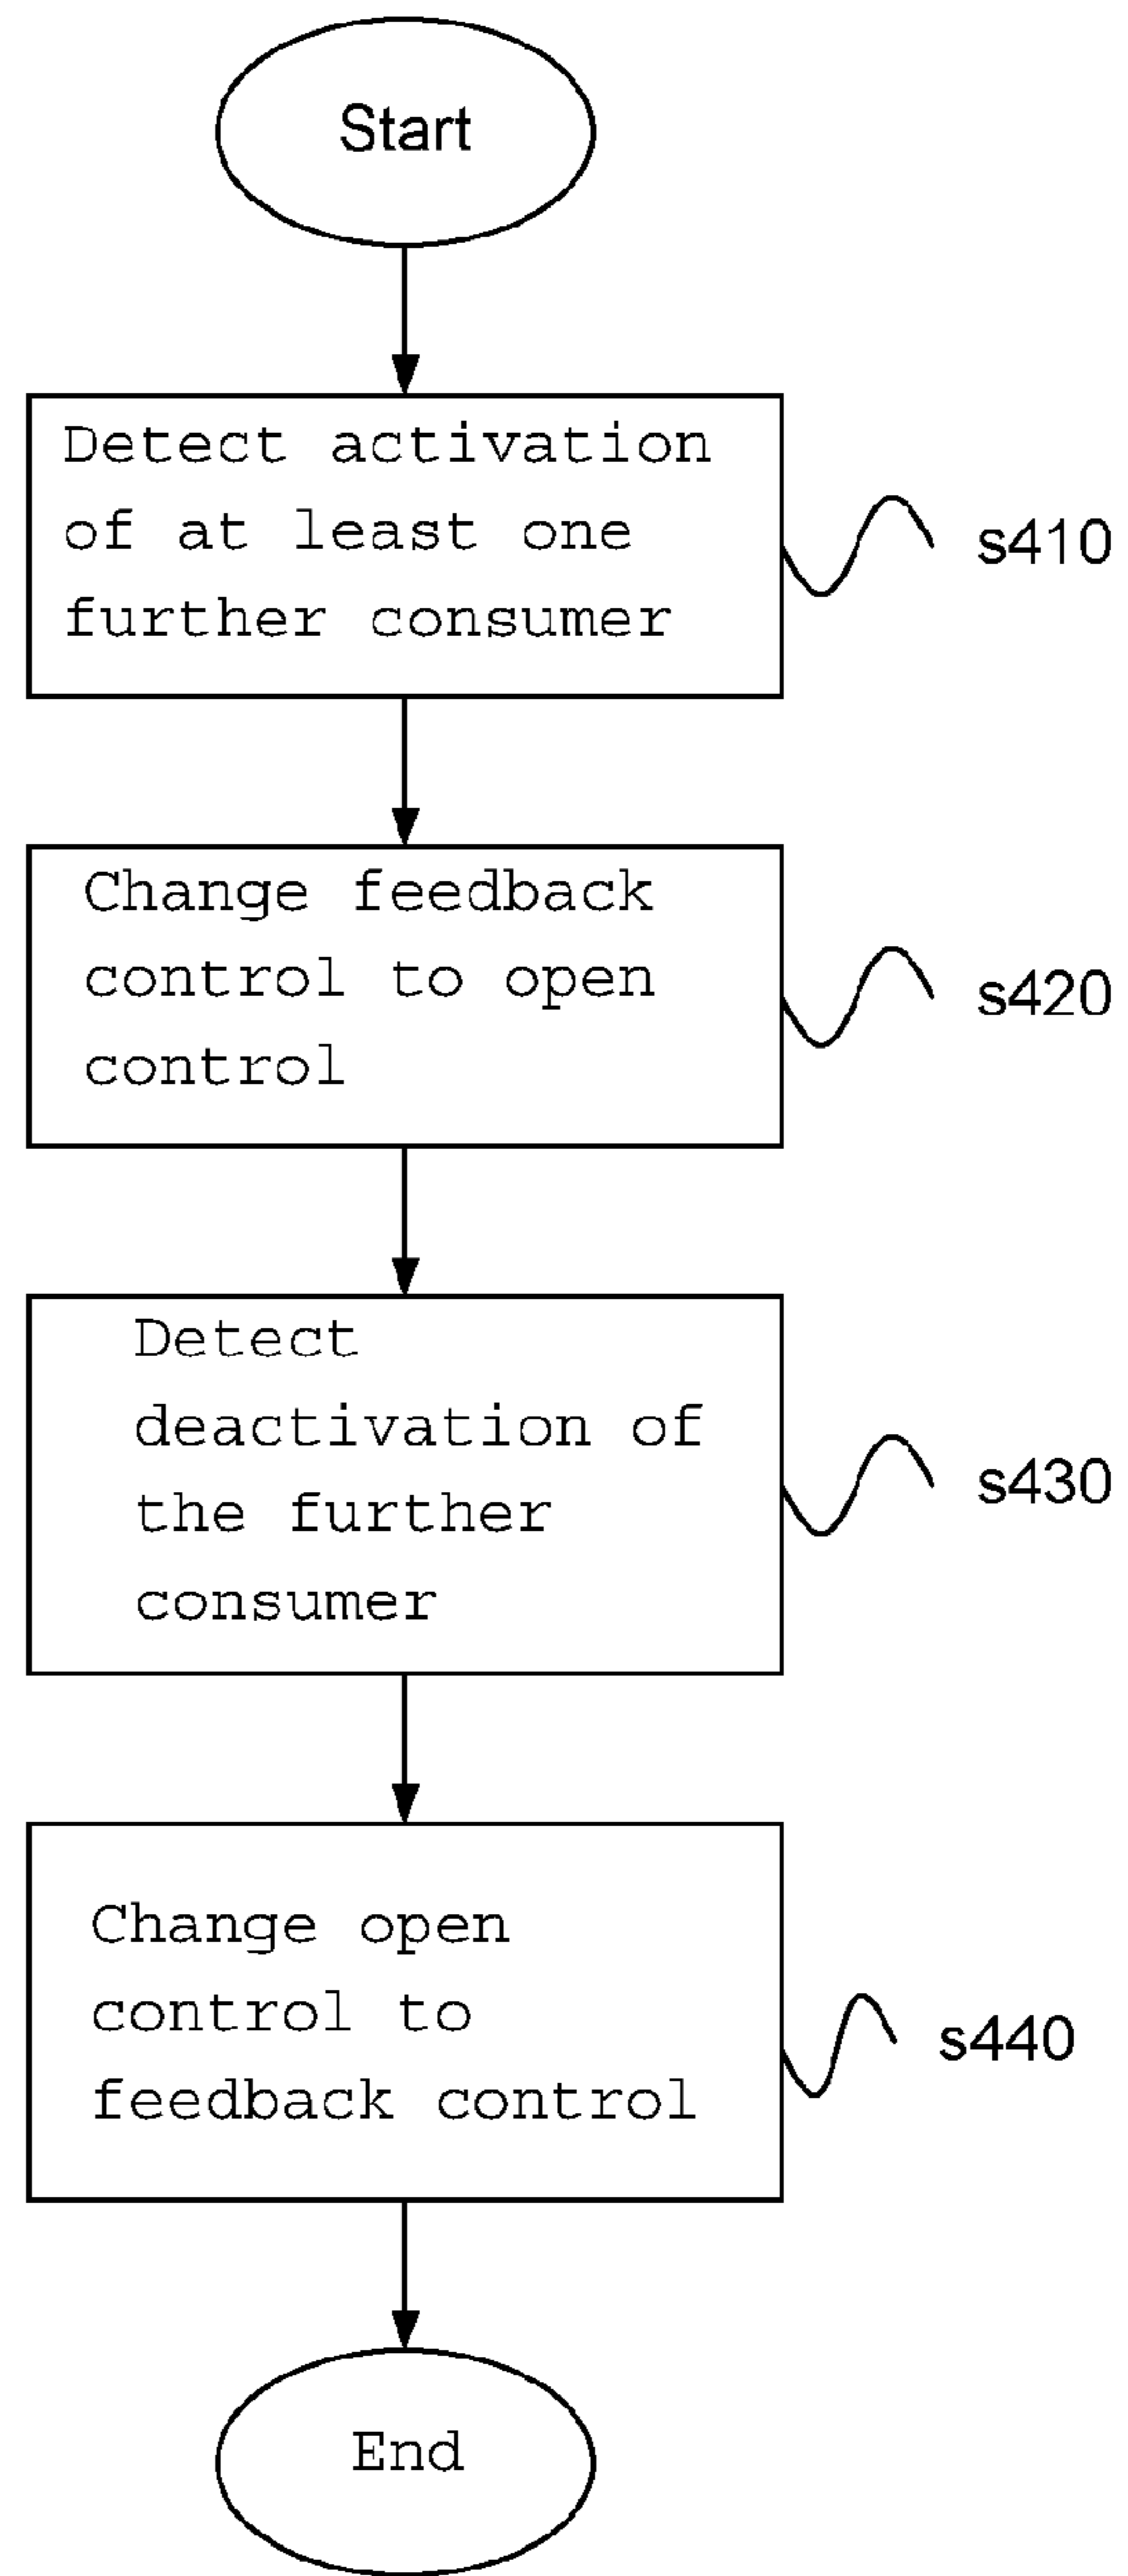 Start
Detect activation
of at least one
further consumer
s410
Change feedback
control to open
control
s420
Detect
deactivation of
the further
consumer
s430
Change open
control to
feedback control
s440
End